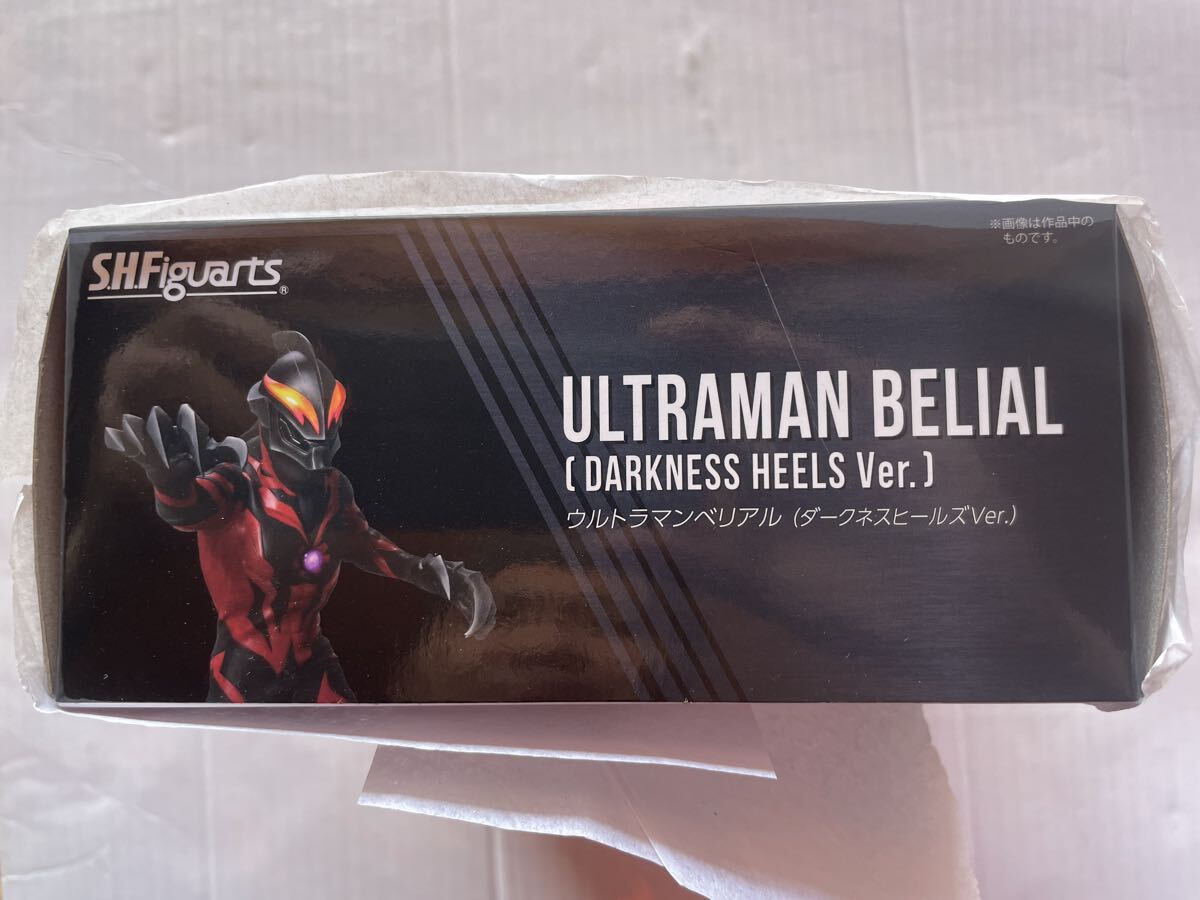 ※画像は作品中の
ものです。
S.H.Figuarts®
ULTRAMAN BELIAL
(DARKNESS HEELS Ver.)
ウルトラマンベリアル (ダークネスヒールズVer.)